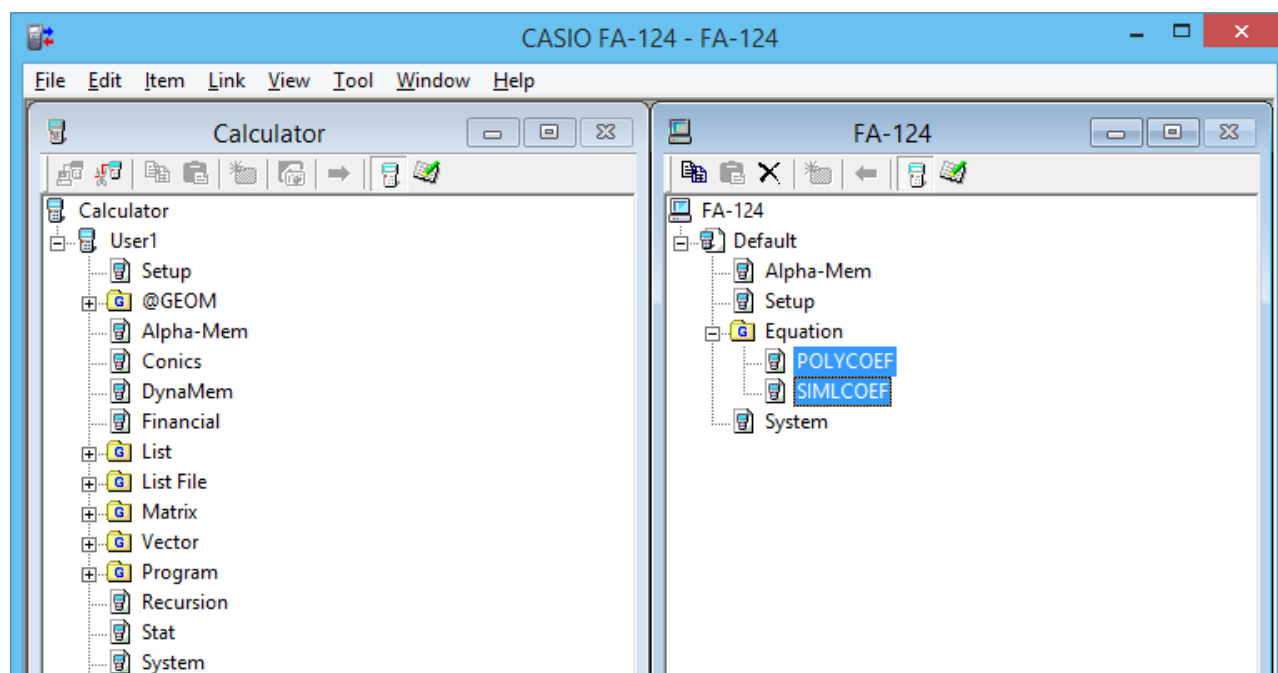 CASIO FA-124 - FA-124
File Edit Item Link View Tool Window Help
Calculator
Calculator
User1
Setup
G @GEOM
Alpha-Mem
Conics
DynaMem
Financial
G List
G List File
G Matrix
G Vector
G Program
Recursion
Stat
System
FA-124
FA-124
Default
Alpha-Mem
Setup
G Equation
POLYCOEF
SIMLCOEF
System